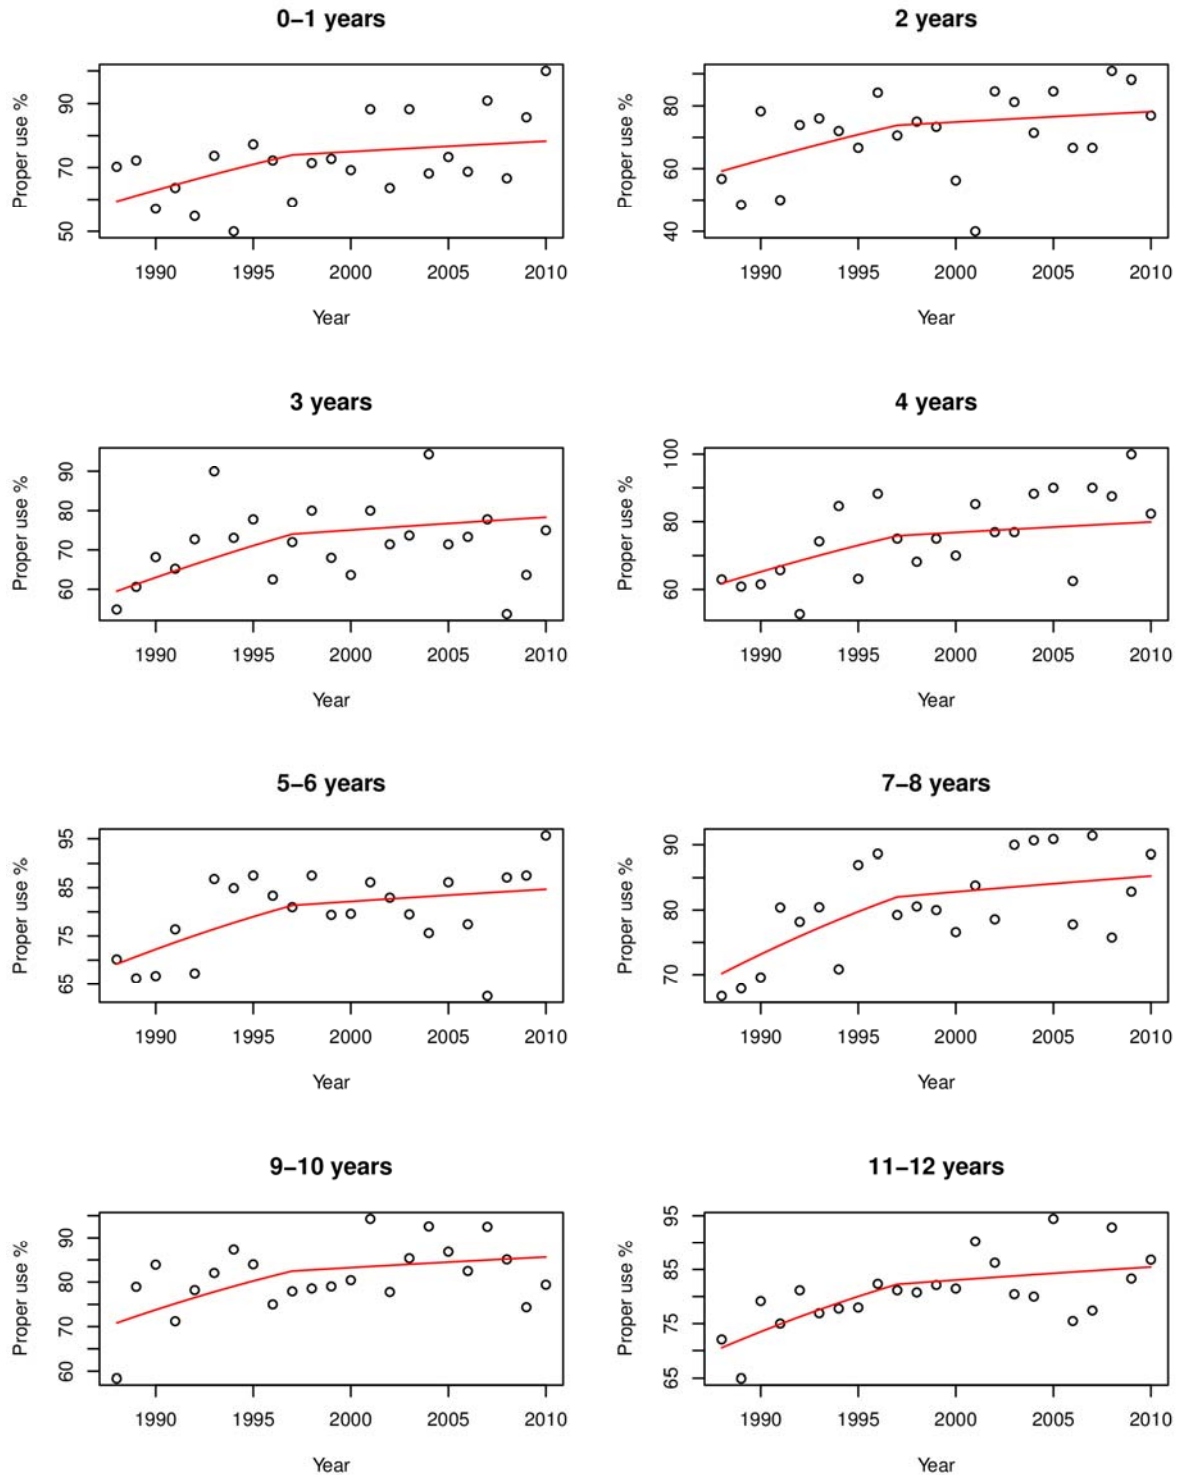 0−1 years
Proper use %
90
70
50
1990 1995 2000 2005 2010
Year
2 years
Proper use %
80
60
40
1990 1995 2000 2005 2010
Year
3 years
Proper use %
90
80
70
60
1990 1995 2000 2005 2010
Year
4 years
Proper use %
100
80
60
1990 1995 2000 2005 2010
Year
5−6 years
Proper use %
95
85
75
65
1990 1995 2000 2005 2010
Year
7−8 years
Proper use %
90
80
70
1990 1995 2000 2005 2010
Year
9−10 years
Proper use %
90
80
70
60
1990 1995 2000 2005 2010
Year
11−12 years
Proper use %
95
85
75
65
1990 1995 2000 2005 2010
Year